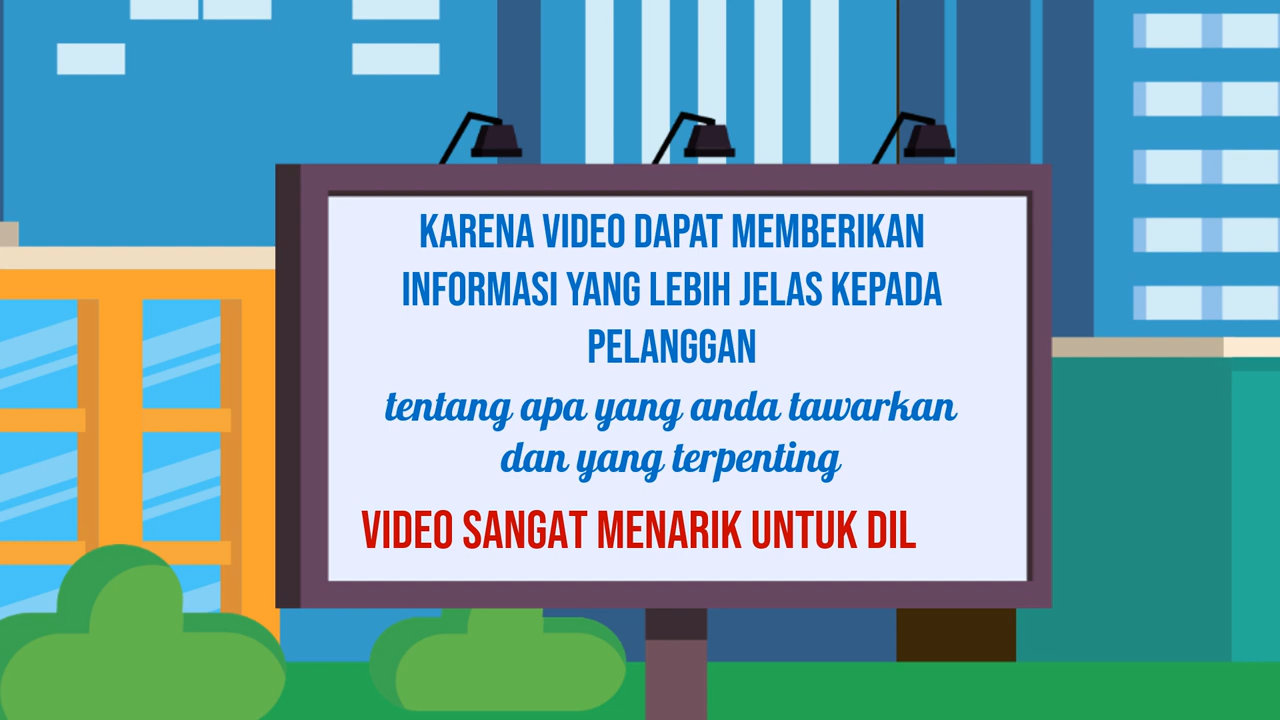 KARENA VIDEO DAPAT MEMBERIKAN
INFORMASI YANG LEBIH JELAS KEPADA
PELANGGAN
tentang apa yang anda tawarkan
dan yang terpenting
VIDEO SANGAT MENARIK UNTUK DIL